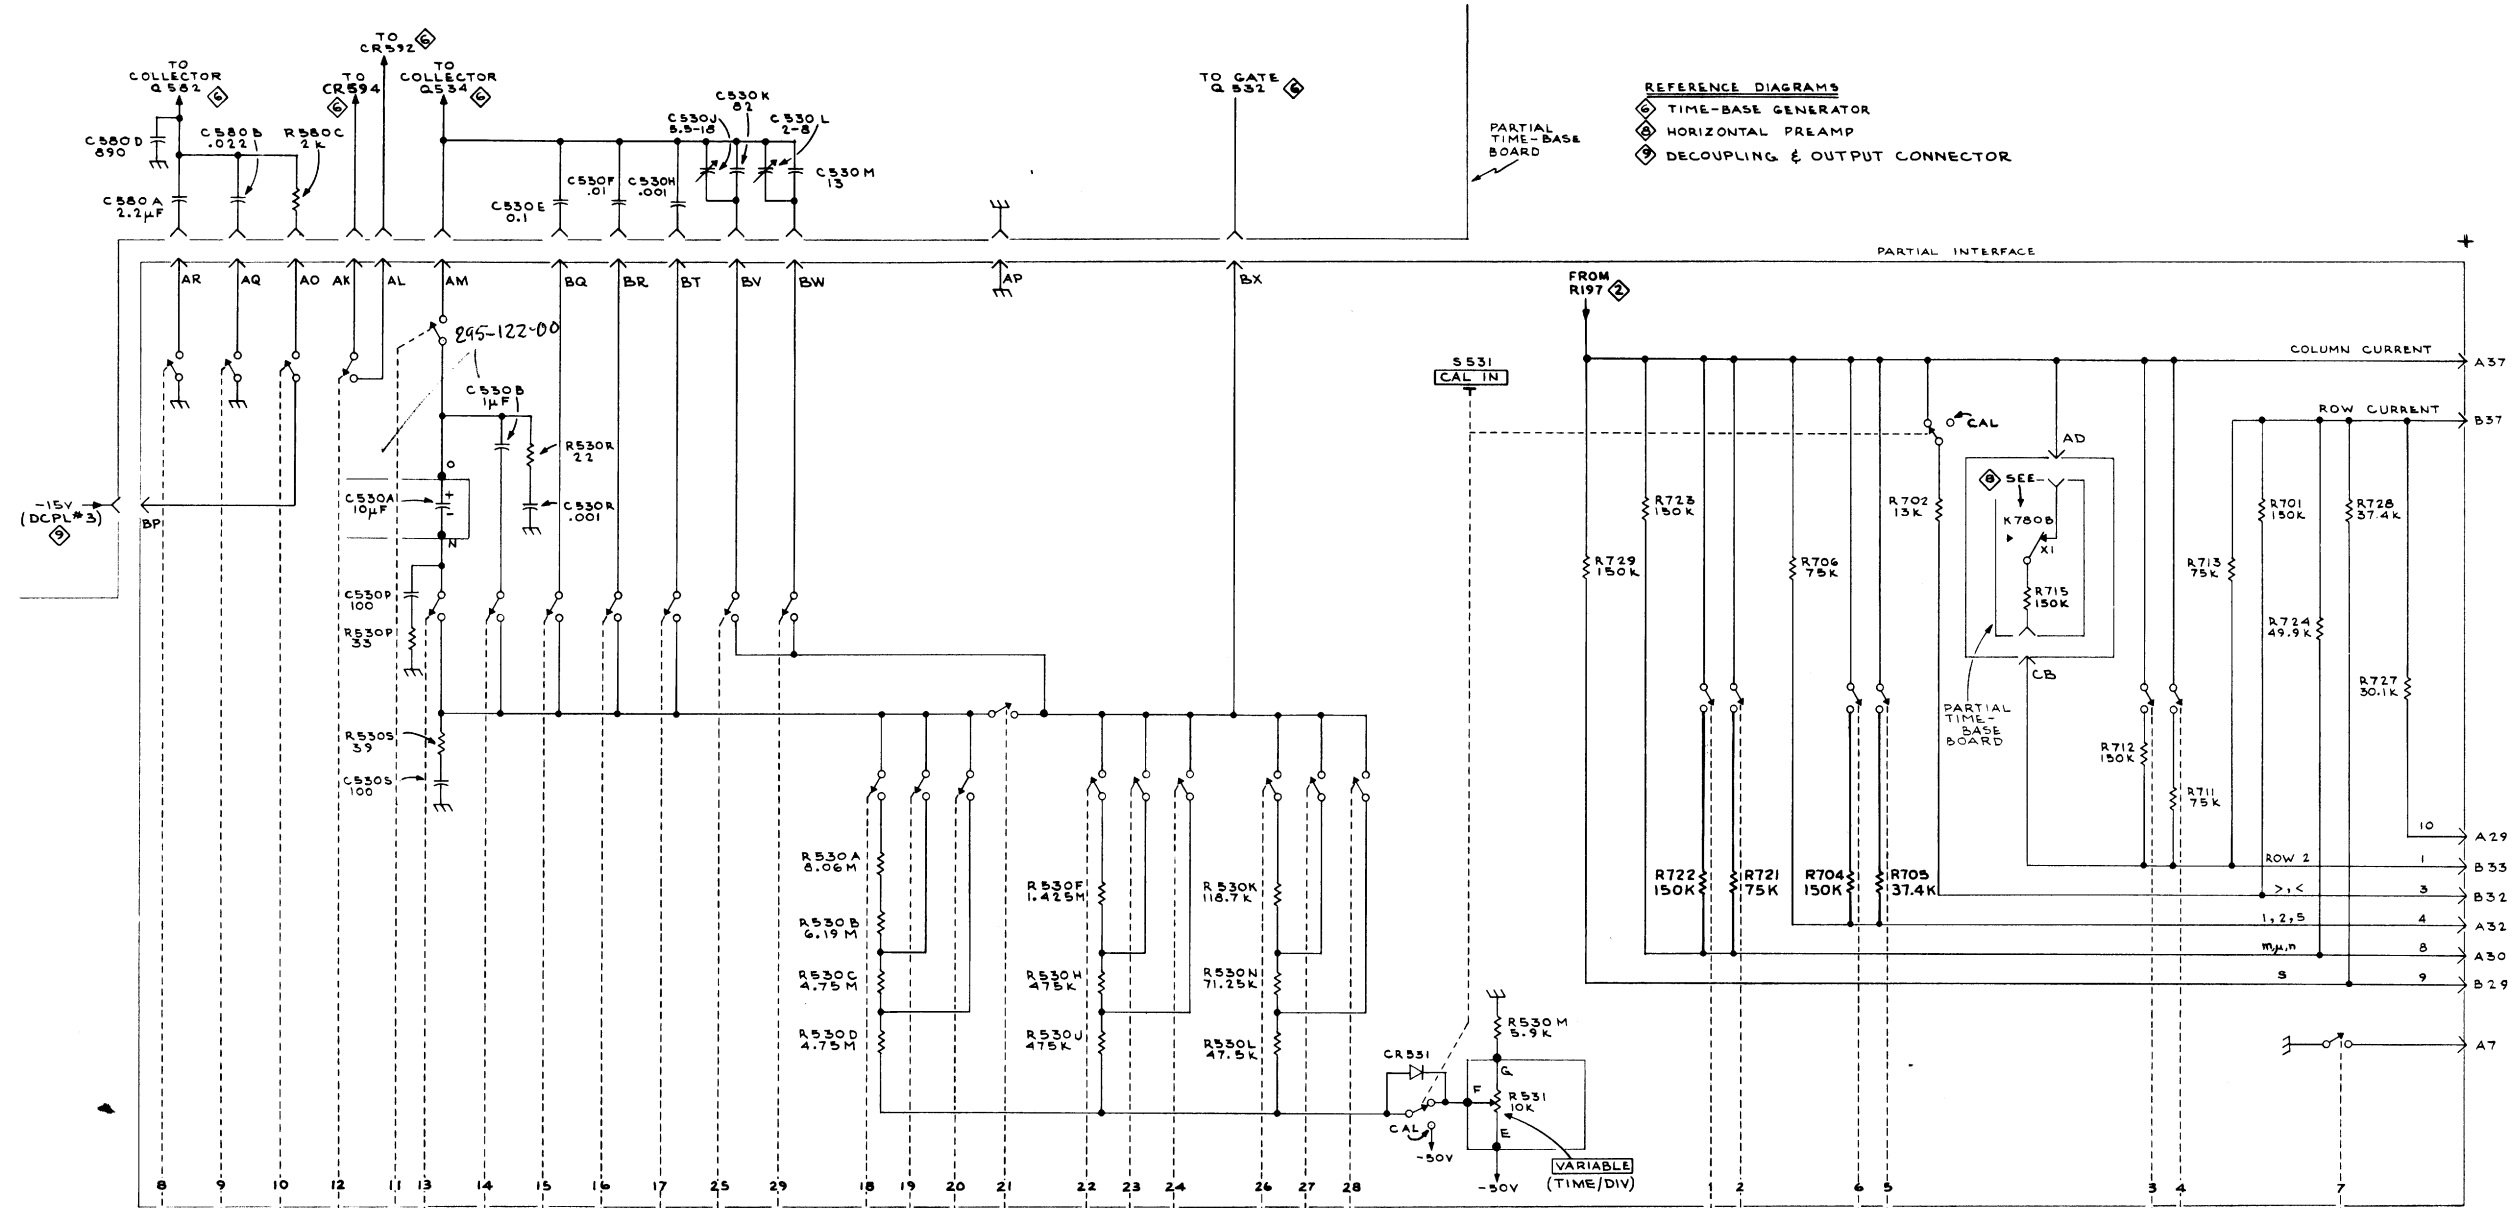 TO
CR592 6
TO
COLLECTOR
Q582 6
TO
CR594
6
TO
COLLECTOR
Q534 6
C580D
890
C580B
.022
R580C
2K
C580A
2.2µF
C530E
0.1
C530F
.01
C530H
.001
C530J
5.5-18
C530K
82
C530L
2-8
C530M
13
TO GATE
Q532 6
PARTIAL
TIME-BASE
BOARD
REFERENCE DIAGRAMS
6 TIME-BASE GENERATOR
8 HORIZONTAL PREAMP
9 DECOUPLING & OUTPUT CONNECTOR
PARTIAL INTERFACE
AR
AQ
AO
AK
AL
AM
BQ
BR
BT
BV
BW
AP
BX
FROM
R197 2
295-122-00
C530B
1µF
R530R
22
C530A
10µF
+
-
O
N
C530R
.001
-15V
(DCPL#3)
9
BP
C530P
100
R530P
33
R530S
39
C530S
100
S531
CAL IN
COLUMN CURRENT
A37
ROW CURRENT
B37
CAL
AD
8 SEE
K780B
X1
R715
150K
CB
PARTIAL
TIME-
BASE
BOARD
R729
150K
R723
150K
R706
75K
R702
13K
R701
150K
R728
37.4K
R713
75K
R724
49.9K
R727
30.1K
R712
150K
R711
75K
R722
150K
R721
75K
R704
150K
R705
37.4K
10
A29
ROW 2
1
B33
>,<
3
B32
1,2,5
4
A32
m,µ,n
8
A30
S
9
B29
A7
R530A
8.06M
R530B
6.19M
R530C
4.75M
R530D
4.75M
R530F
1.425M
R530H
475K
R530J
475K
R530K
118.7K
R530N
71.25K
R530L
47.5K
R530M
5.9K
CR531
G
F
R531
10K
E
CAL
-50V
-50V
VARIABLE
(TIME/DIV)
8 9 10 12 11 13 14 15 16 17 25 29 18 19 20 21 22 23 24 26 27 28 1 2 6 5 3 4 7